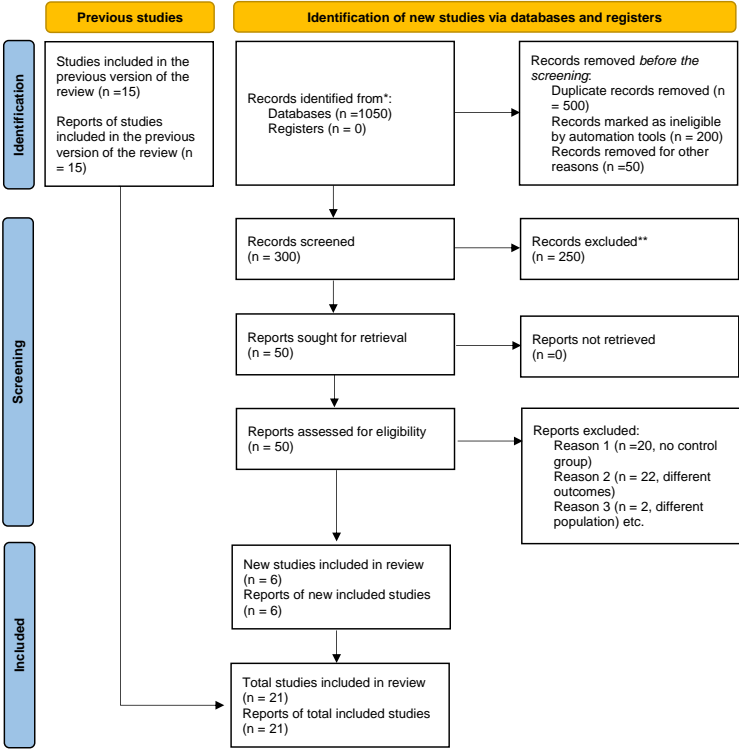 Previous studies
Identification of new studies via databases and registers
Identification
Studies included in
the previous version of
the review (n =15)
Reports of studies
included in the previous
version of the review (n
= 15)
Records identified from*:
Databases (n =1050)
Registers (n = 0)
Records removed before the
screening:
Duplicate records removed (n
= 500)
Records marked as ineligible
by automation tools (n = 200)
Records removed for other
reasons (n =50)
Screening
Records screened
(n = 300)
Records excluded**
(n = 250)
Reports sought for retrieval
(n = 50)
Reports not retrieved
(n =0)
Reports assessed for eligibility
(n = 50)
Reports excluded:
Reason 1 (n =20, no control
group)
Reason 2 (n = 22, different
outcomes)
Reason 3 (n = 2, different
population) etc.
Included
New studies included in review
(n = 6)
Reports of new included studies
(n = 6)
Total studies included in review
(n = 21)
Reports of total included studies
(n = 21)